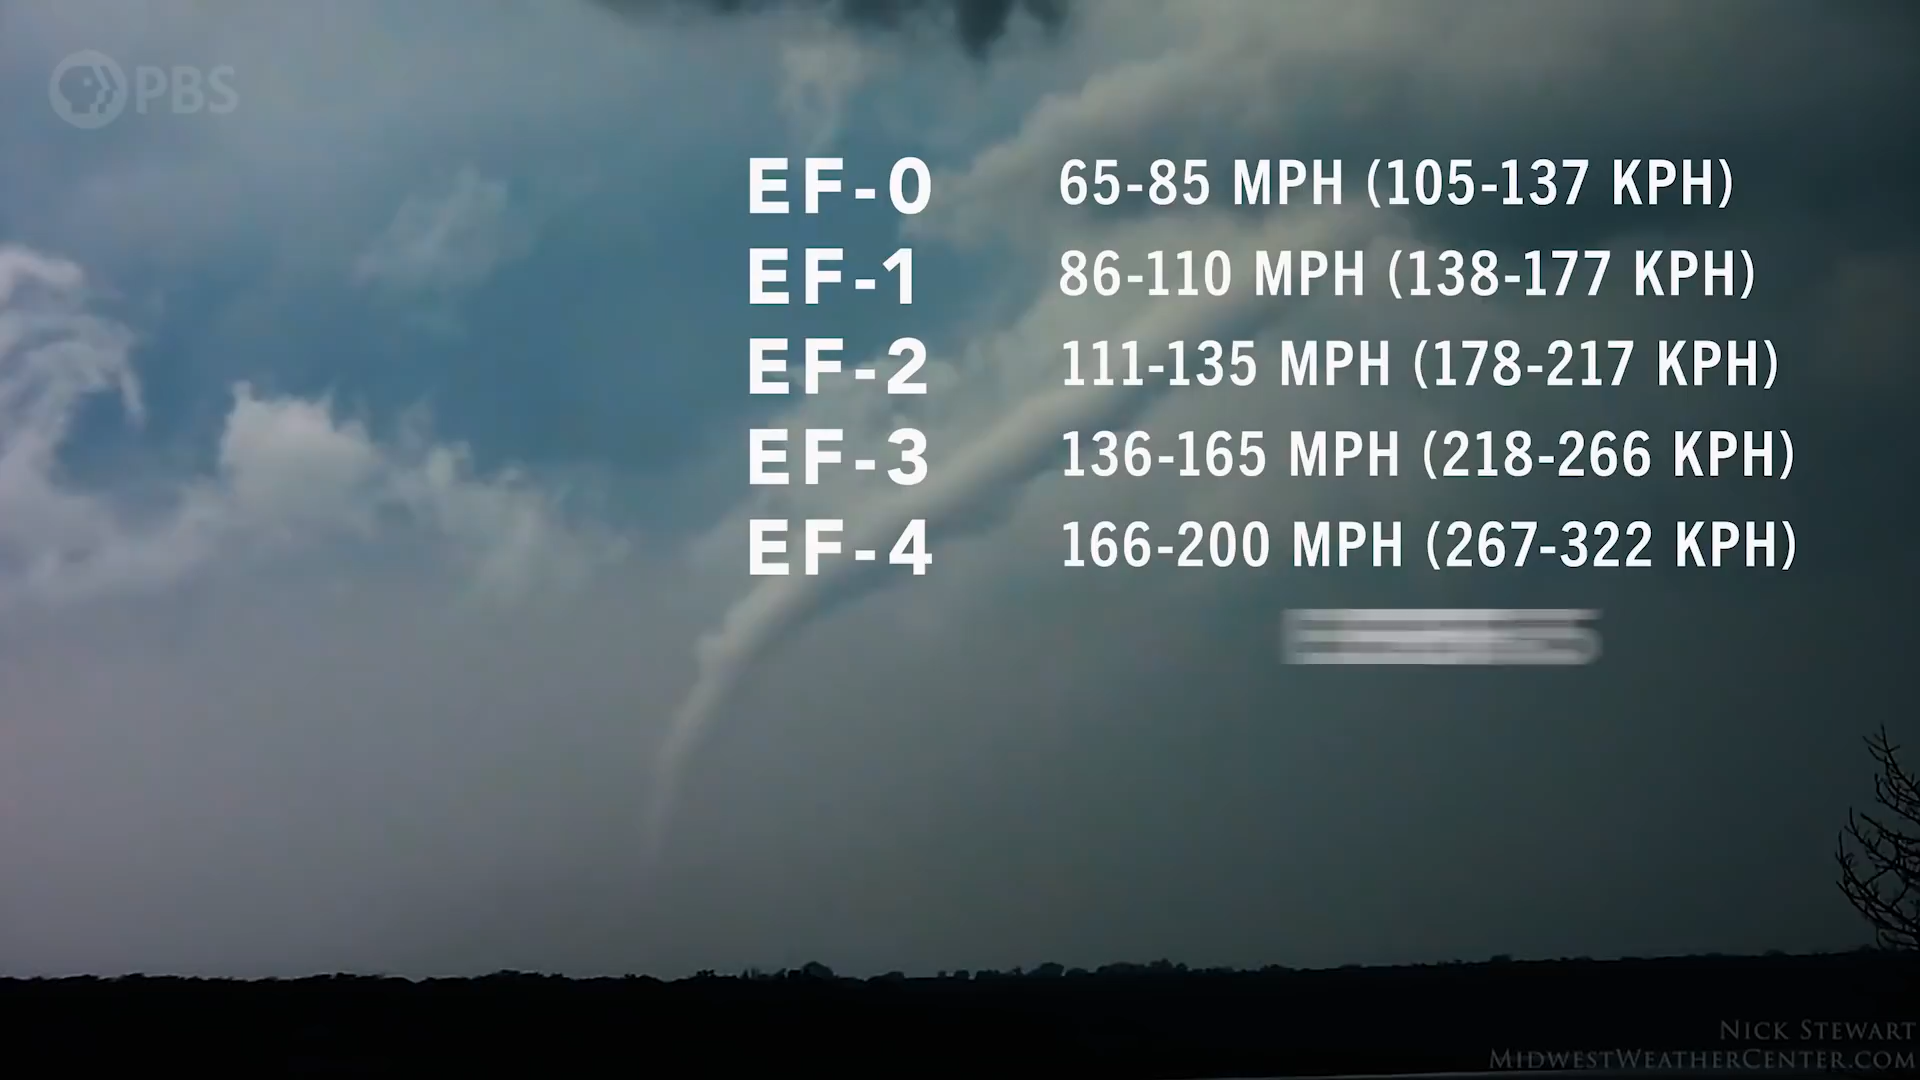 PBS
EF-0 65-85 MPH (105-137 KPH)
EF-1 86-110 MPH (138-177 KPH)
EF-2 111-135 MPH (178-217 KPH)
EF-3 136-165 MPH (218-266 KPH)
EF-4 166-200 MPH (267-322 KPH)
NICK STEWART
MIDWESTWEATHERCENTER.COM